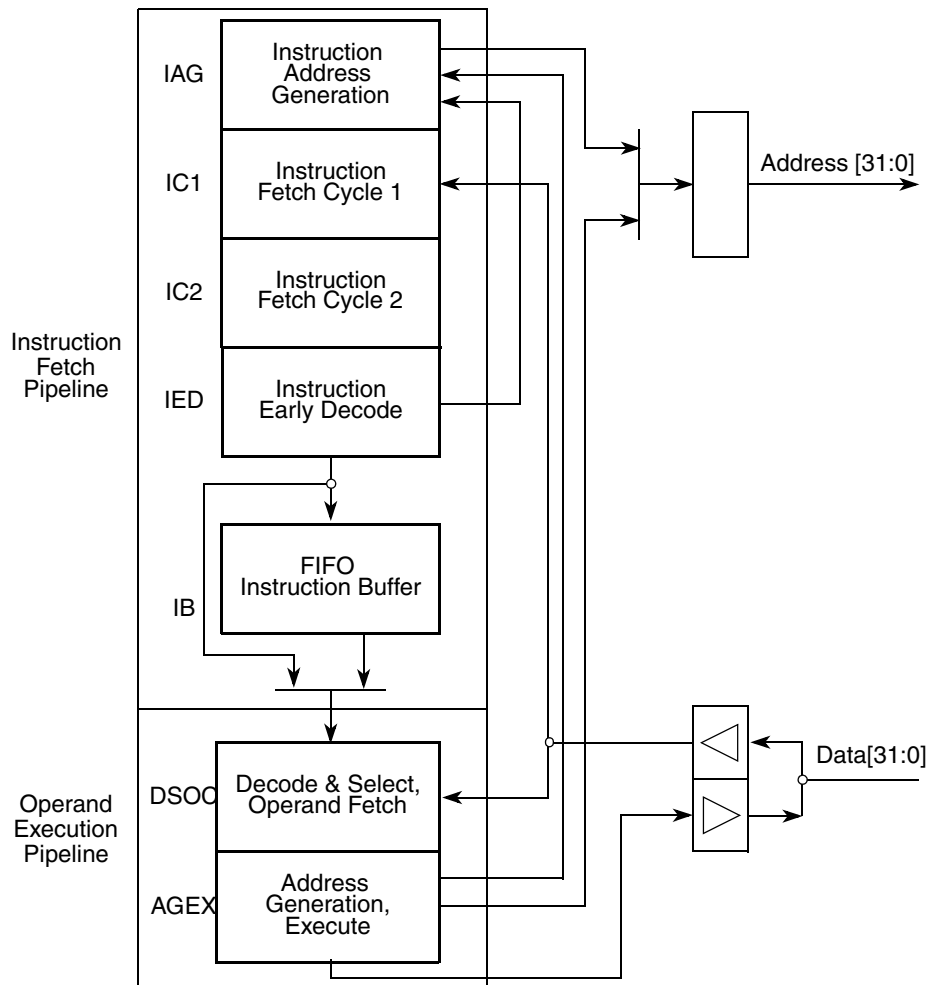 Instruction
Address
Generation
IAG
Address [31:0]
Instruction
Fetch Cycle 1
IC1
Instruction
Fetch Cycle 2
IC2
Instruction
Fetch
Pipeline
Instruction
Early Decode
IED
FIFO
Instruction Buffer
IB
Data[31:0]
Decode & Select,
Operand Fetch
DSOC
Operand
Execution
Pipeline
Address
Generation,
Execute
AGEX